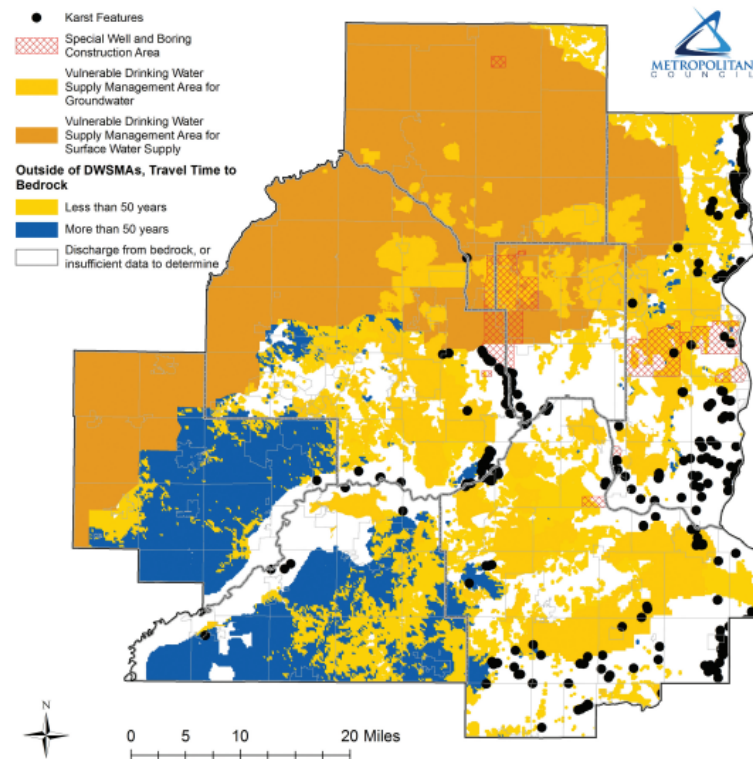 Karst Features
Special Well and Boring
Construction Area
Vulnerable Drinking Water
Supply Management Area for
Groundwater
Vulnerable Drinking Water
Supply Management Area for
Surface Water Supply
Outside of DWSMAs, Travel Time to
Bedrock
Less than 50 years
More than 50 years
Discharge from bedrock, or
insufficient data to determine
METROPOLITAN
COUNCIL
N
0 5 10 20 Miles